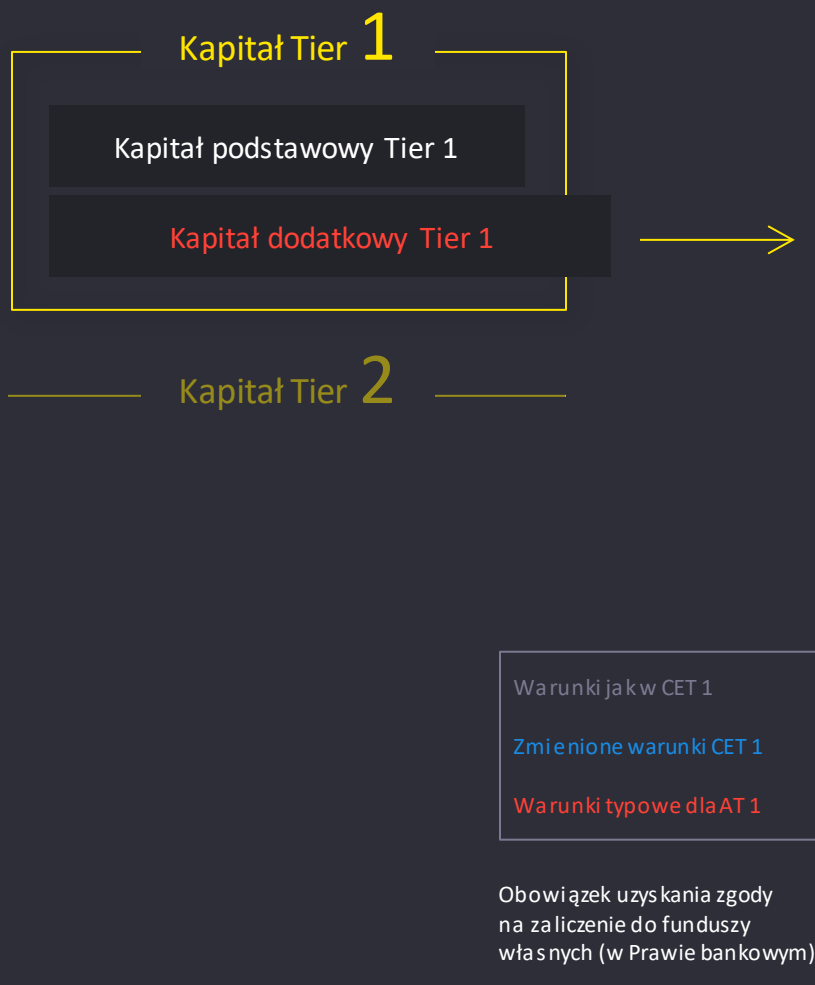 Kapitał Tier 1
Kapitał podstawowy Tier 1
Kapitał dodatkowy Tier 1
Kapitał Tier 2
Warunki jak w CET 1
Zmienione warunki CET 1
Warunki typowe dla AT 1
Obowiązek uzyskania zgody
na zaliczenie do funduszy
własnych (w Prawie bankowym)